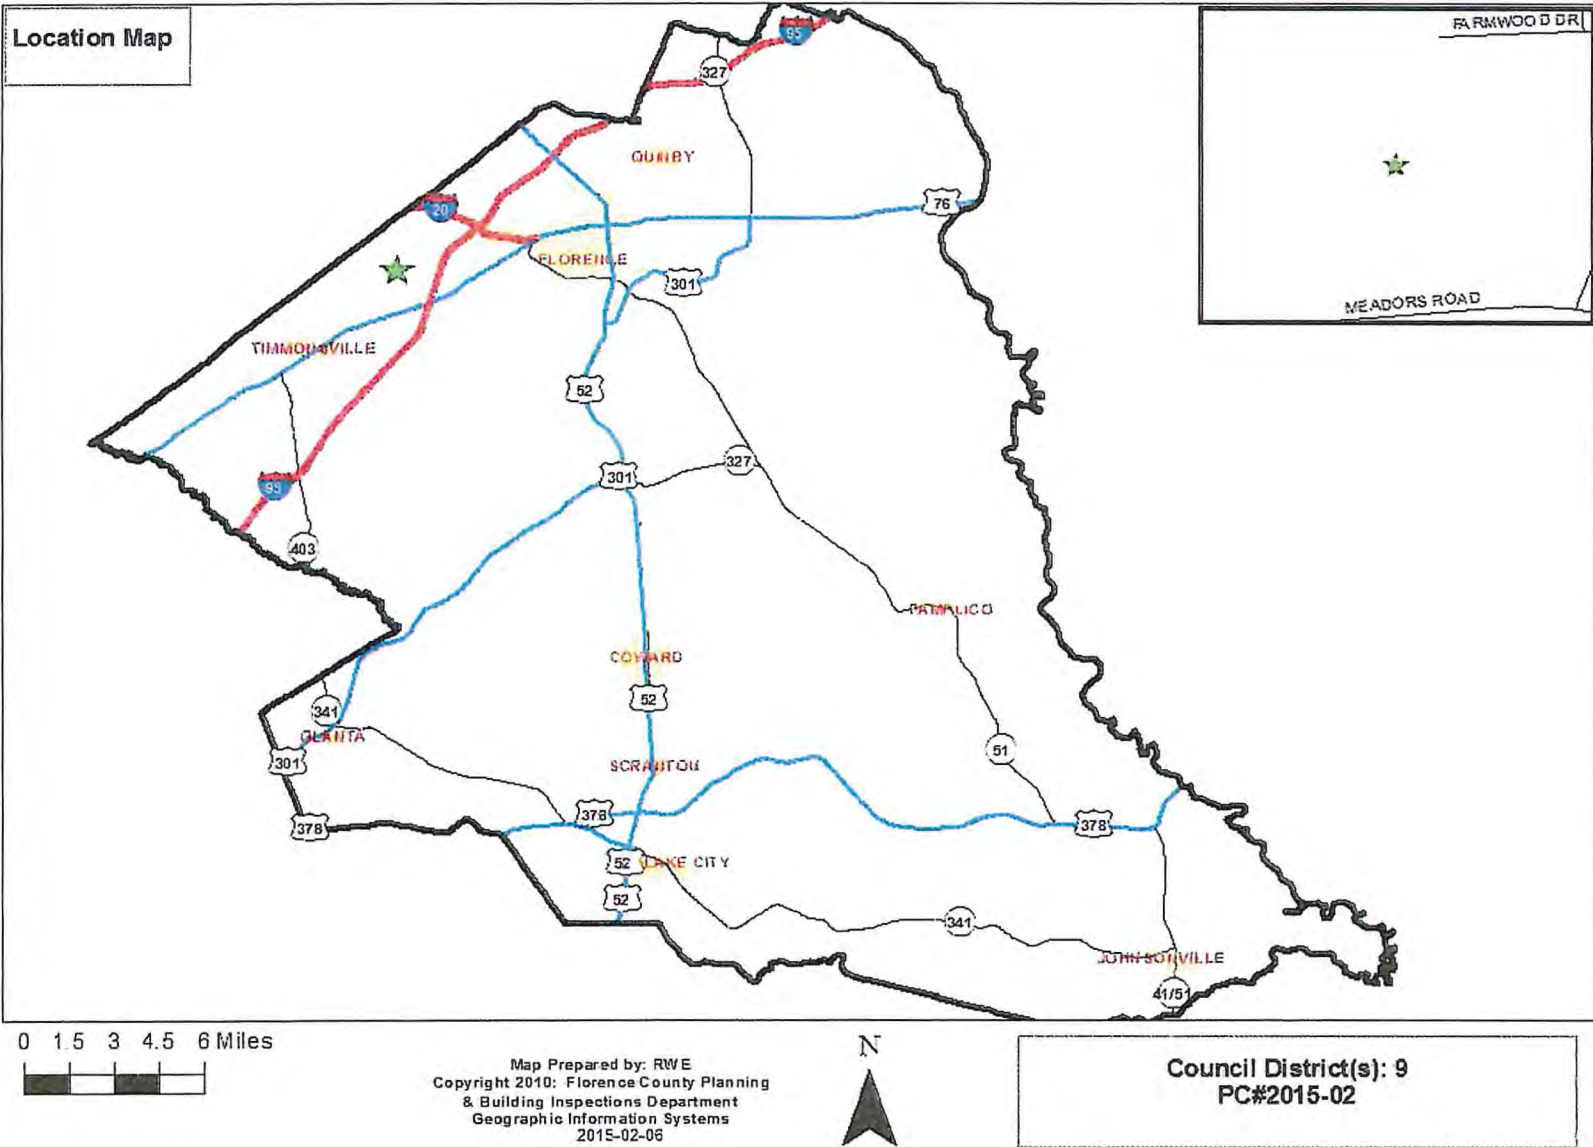 Location Map
FARMWOOD DR
MEADORS ROAD
95
327
QUINBY
20
76
FLORENCE
301
TIMMONSVILLE
52
327
301
95
403
PAMPLICO
COWARD
52
341
OLANTA
51
301
SCRANTON
378
378
378
52
LAKE CITY
52
341
JOHNSONVILLE
41/51
0 1.5 3 4.5 6 Miles
Map Prepared by: RWE
Copyright 2010: Florence County Planning
& Building Inspections Department
Geographic Information Systems
2015-02-06
N
Council District(s): 9
PC#2015-02